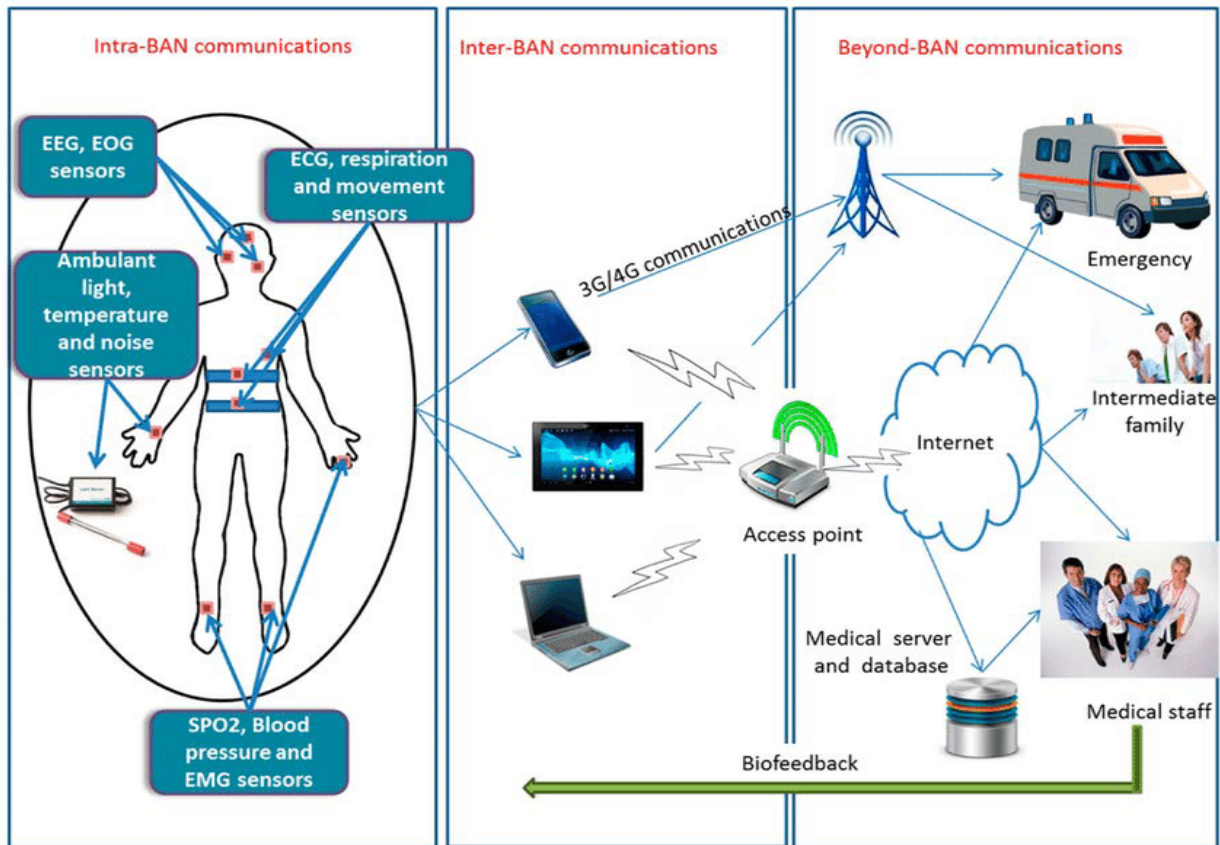 Intra-BAN communications
Inter-BAN communications
Beyond-BAN communications
EEG, EOG
sensors
ECG, respiration
and movement
sensors
Ambulant
light,
temperature
and noise
sensors
SPO2, Blood
pressure and
EMG sensors
3G/4G communications
Access point
Internet
Emergency
Intermediate
family
Medical server
and database
Medical staff
Biofeedback